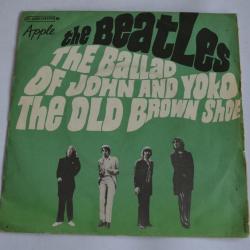 the BEATLES
Apple
THE BALLAD
OF JOHN AND YOKO
THE OLD BROWN SHOE